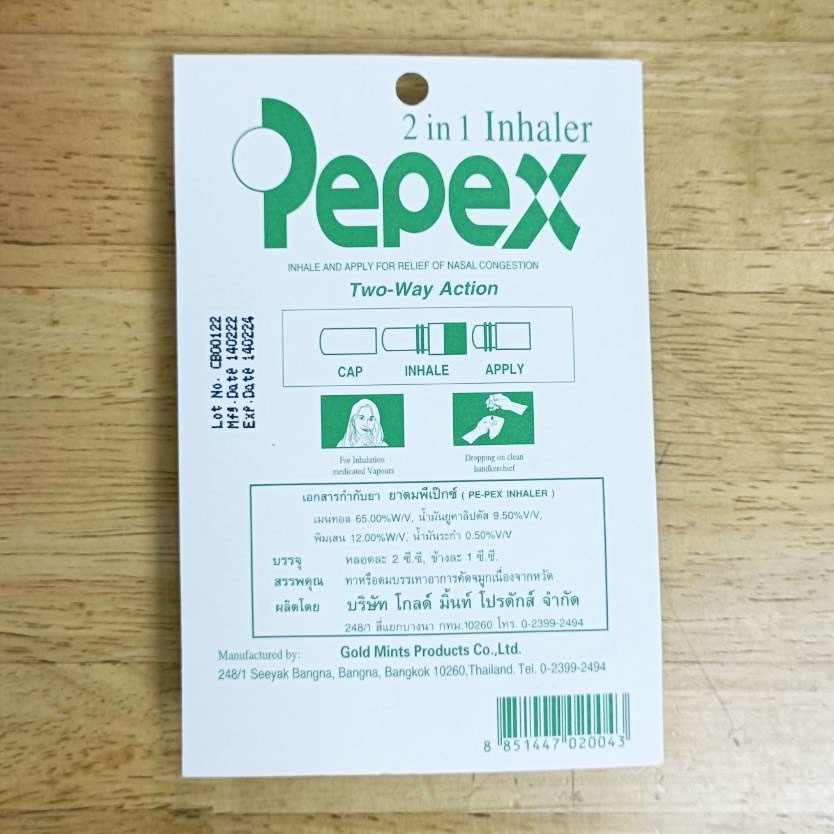 2 in 1 Inhaler
Pepex
INHALE AND APPLY FOR RELIEF OF NASAL CONGESTION
Two-Way Action
CAP INHALE APPLY
Lot No. CB00122
Mfg.Date 140222
Exp.Date 140224
For Inhalation
medicated Vapours
Dropping on clean
handkerchief
เอกสารกำกับยา ยาดมพีเป๊กซ์ ( PE-PEX INHALER )
เมนทอล 65.00%W/V, น้ำมันยูคาลิปตัส 9.50%V/V,
พิมเสน 12.00%W/V, น้ำมันระกำ 0.50%V/V
บรรจุ หลอดละ 2 ซี.ซี, ข้างละ 1 ซี.ซี.
สรรพคุณ ทาหรือดมบรรเทาอาการคัดจมูกเนื่องจากหวัด
ผลิตโดย บริษัท โกลด์ มิ้นท์ โปรดักส์ จำกัด
248/1 สี่แยกบางนา กทม.10260 โทร. 0-2399-2494
Manufactured by: Gold Mints Products Co.,Ltd.
248/1 Seeyak Bangna, Bangna, Bangkok 10260,Thailand. Tel. 0-2399-2494
8 851447 020043